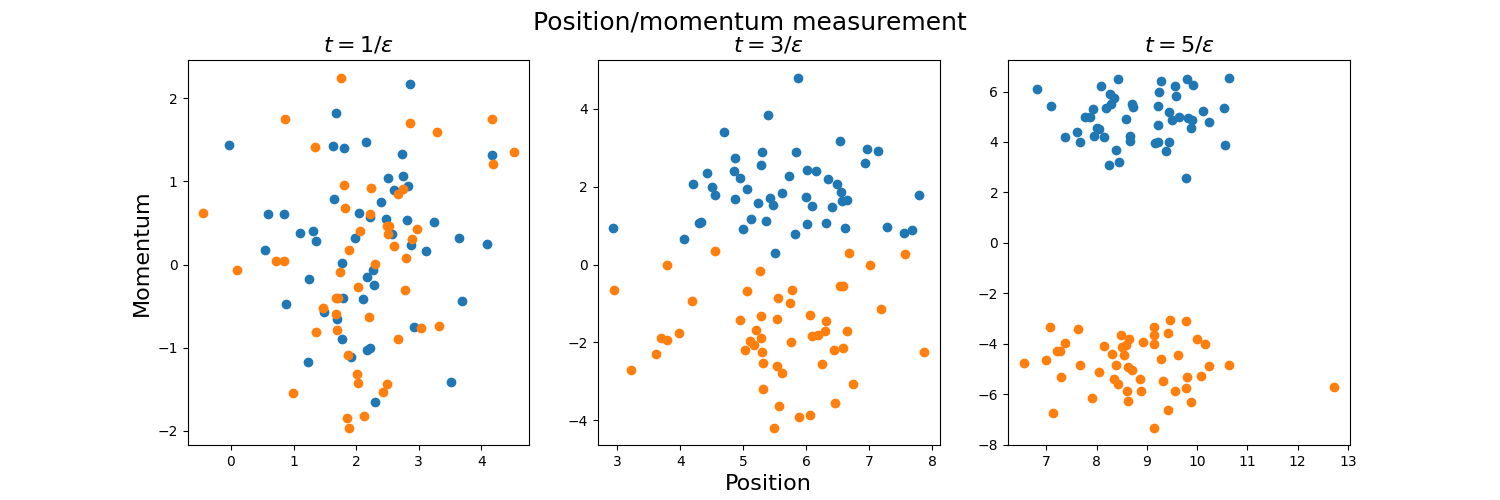 Position/momentum measurement
t = 1/ε
t = 3/ε
t = 5/ε
Momentum
2
1
0
−1
−2
0 1 2 3 4
4
2
0
−2
−4
3 4 5 6 7 8
6
4
2
0
−2
−4
−6
−8
7 8 9 10 11 12 13
Position